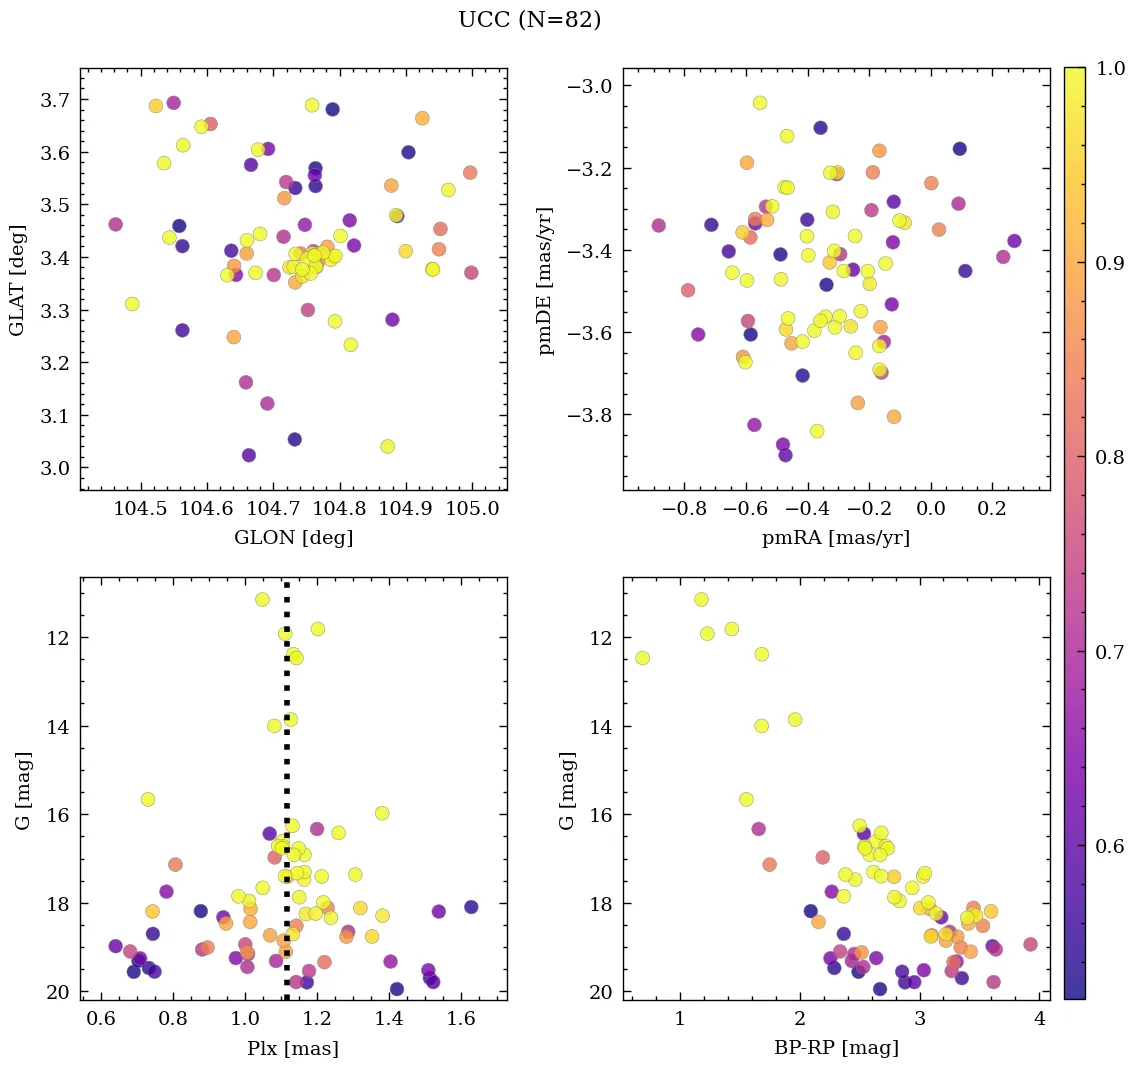 UCC (N=82)
3.7
3.6
3.5
3.4
3.3
3.2
3.1
3.0
GLAT [deg]
104.5 104.6 104.7 104.8 104.9 105.0
GLON [deg]
−3.0
−3.2
−3.4
−3.6
−3.8
pmDE [mas/yr]
−0.8 −0.6 −0.4 −0.2 0.0 0.2
pmRA [mas/yr]
12
14
16
18
20
G [mag]
0.6 0.8 1.0 1.2 1.4 1.6
Plx [mas]
12
14
16
18
20
G [mag]
1 2 3 4
BP-RP [mag]
1.0
0.9
0.8
0.7
0.6